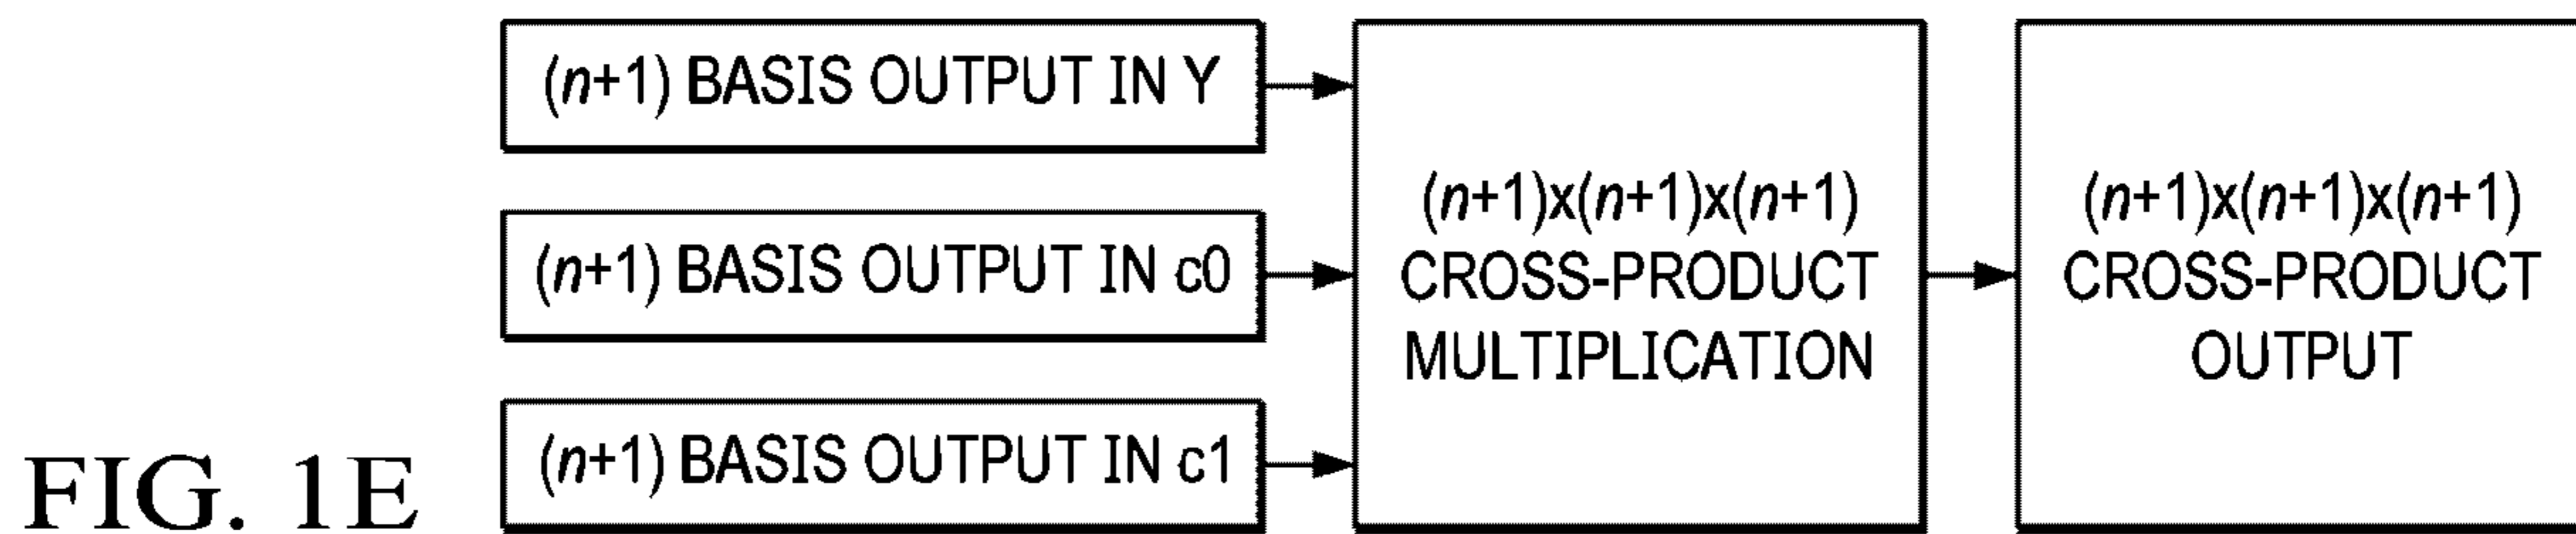 (n+1) BASIS OUTPUT IN Y
(n+1) BASIS OUTPUT IN c0
(n+1) BASIS OUTPUT IN c1
(n+1)x(n+1)x(n+1)
CROSS-PRODUCT
MULTIPLICATION
(n+1)x(n+1)x(n+1)
CROSS-PRODUCT
OUTPUT
FIG. 1E